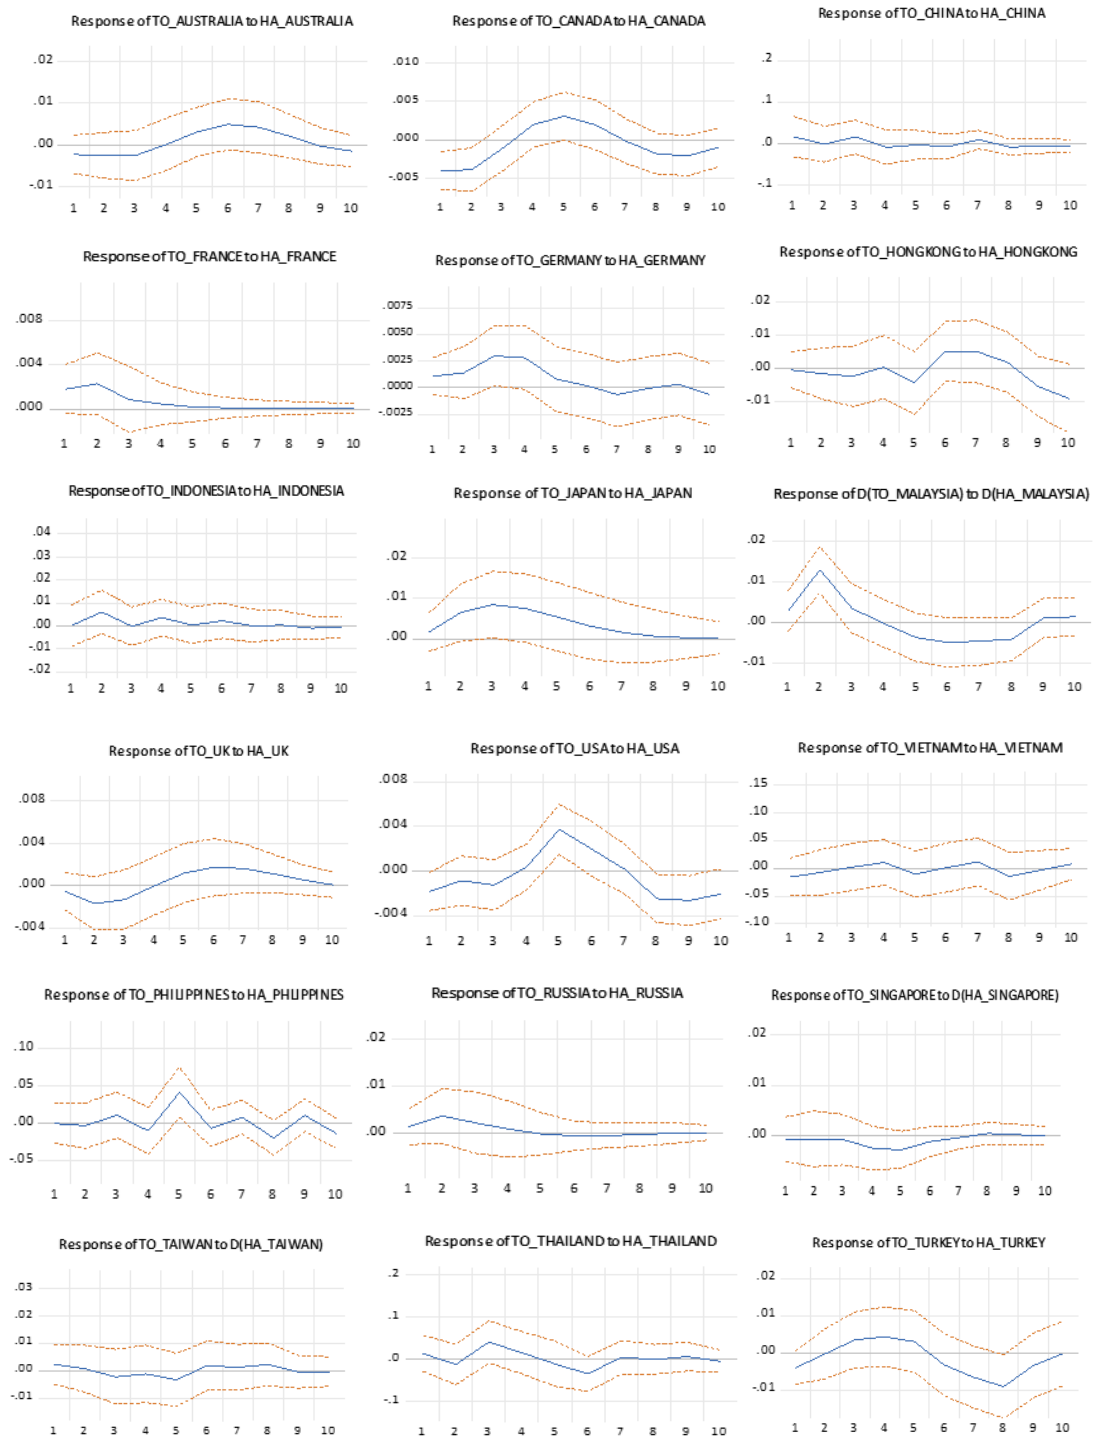 Response of TO_AUSTRALIA to HA_AUSTRALIA
.02
.01
.00
-.01
1 2 3 4 5 6 7 8 9 10
Response of TO_CANADA to HA_CANADA
.010
.005
.000
-.005
1 2 3 4 5 6 7 8 9 10
Response of TO_CHINA to HA_CHINA
.2
.1
.0
-.1
1 2 3 4 5 6 7 8 9 10
Response of TO_FRANCE to HA_FRANCE
.008
.004
.000
1 2 3 4 5 6 7 8 9 10
Response of TO_GERMANY to HA_GERMANY
.0075
.0050
.0025
.0000
-.0025
1 2 3 4 5 6 7 8 9 10
Response of TO_HONGKONG to HA_HONGKONG
.02
.01
.00
-.01
1 2 3 4 5 6 7 8 9 10
Response of TO_INDONESIA to HA_INDONESIA
.04
.03
.02
.01
.00
-.01
-.02
1 2 3 4 5 6 7 8 9 10
Response of TO_JAPAN to HA_JAPAN
.02
.01
.00
1 2 3 4 5 6 7 8 9 10
Response of D(TO_MALAYSIA) to D(HA_MALAYSIA)
.02
.01
.00
-.01
1 2 3 4 5 6 7 8 9 10
Response of TO_UK to HA_UK
.008
.004
.000
-.004
1 2 3 4 5 6 7 8 9 10
Response of TO_USA to HA_USA
.008
.004
.000
-.004
1 2 3 4 5 6 7 8 9 10
Response of TO_VIETNAM to HA_VIETNAM
.15
.10
.05
.00
-.05
-.10
1 2 3 4 5 6 7 8 9 10
Response of TO_PHILIPPINES to HA_PHLIPPINES
.10
.05
.00
-.05
1 2 3 4 5 6 7 8 9 10
Response of TO_RUSSIA to HA_RUSSIA
.02
.01
.00
1 2 3 4 5 6 7 8 9 10
Response of TO_SINGAPORE to D(HA_SINGAPORE)
.02
.01
.00
1 2 3 4 5 6 7 8 9 10
Response of TO_TAIWAN to D(HA_TAIWAN)
.03
.02
.01
.00
-.01
1 2 3 4 5 6 7 8 9 10
Response of TO_THAILAND to HA_THAILAND
.2
.1
.0
-.1
1 2 3 4 5 6 7 8 9 10
Response of TO_TURKEY to HA_TURKEY
.02
.01
.00
-.01
1 2 3 4 5 6 7 8 9 10